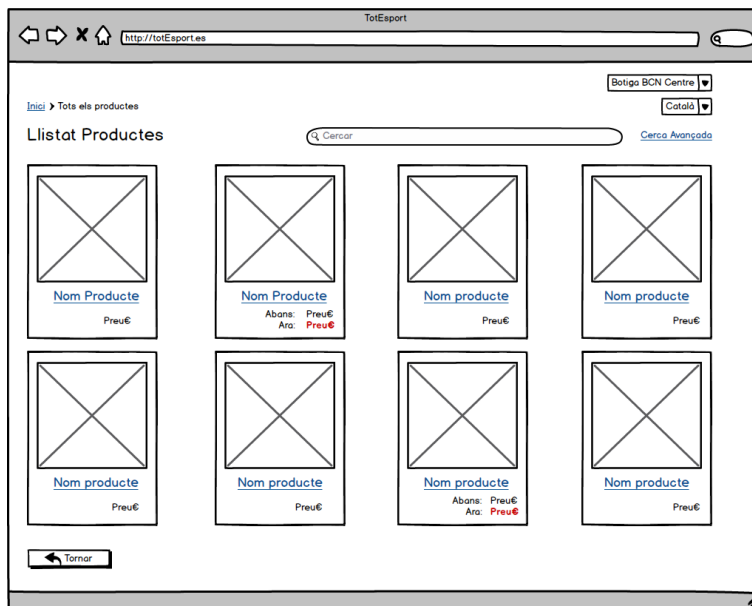 TotEsport
http://totEsport.es
Botiga BCN Centre
Inici > Tots els productes
Català
Llistat Productes
Cercar
Cerca Avançada
Nom Producte
Preu€
Nom Producte
Abans: Preu€
Ara: Preu€
Nom producte
Preu€
Nom producte
Preu€
Nom producte
Preu€
Nom producte
Preu€
Nom producte
Abans: Preu€
Ara: Preu€
Nom producte
Preu€
Tornar